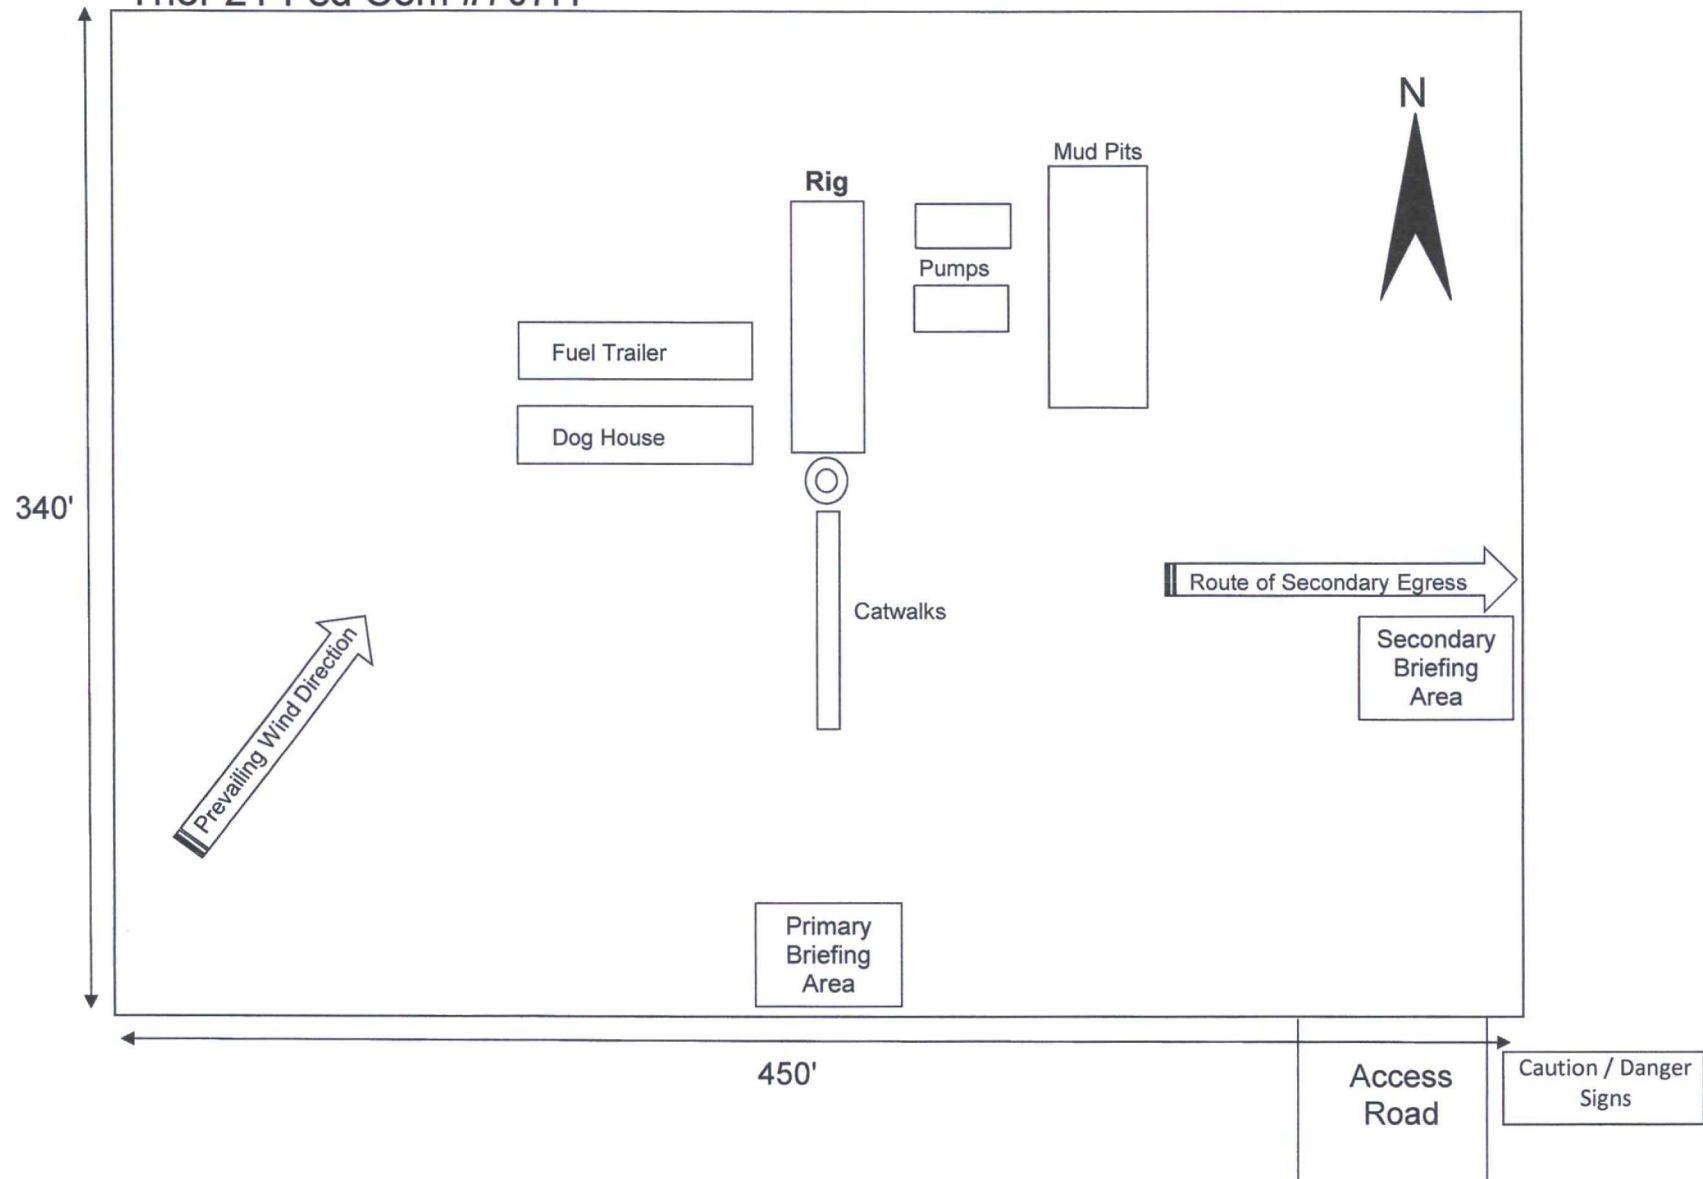 N
Mud Pits
Rig
Pumps
Fuel Trailer
Dog House
340'
Route of Secondary Egress
Catwalks
Secondary
Briefing
Area
Prevailing Wind Direction
Primary
Briefing
Area
450'
Access
Road
Caution / Danger
Signs